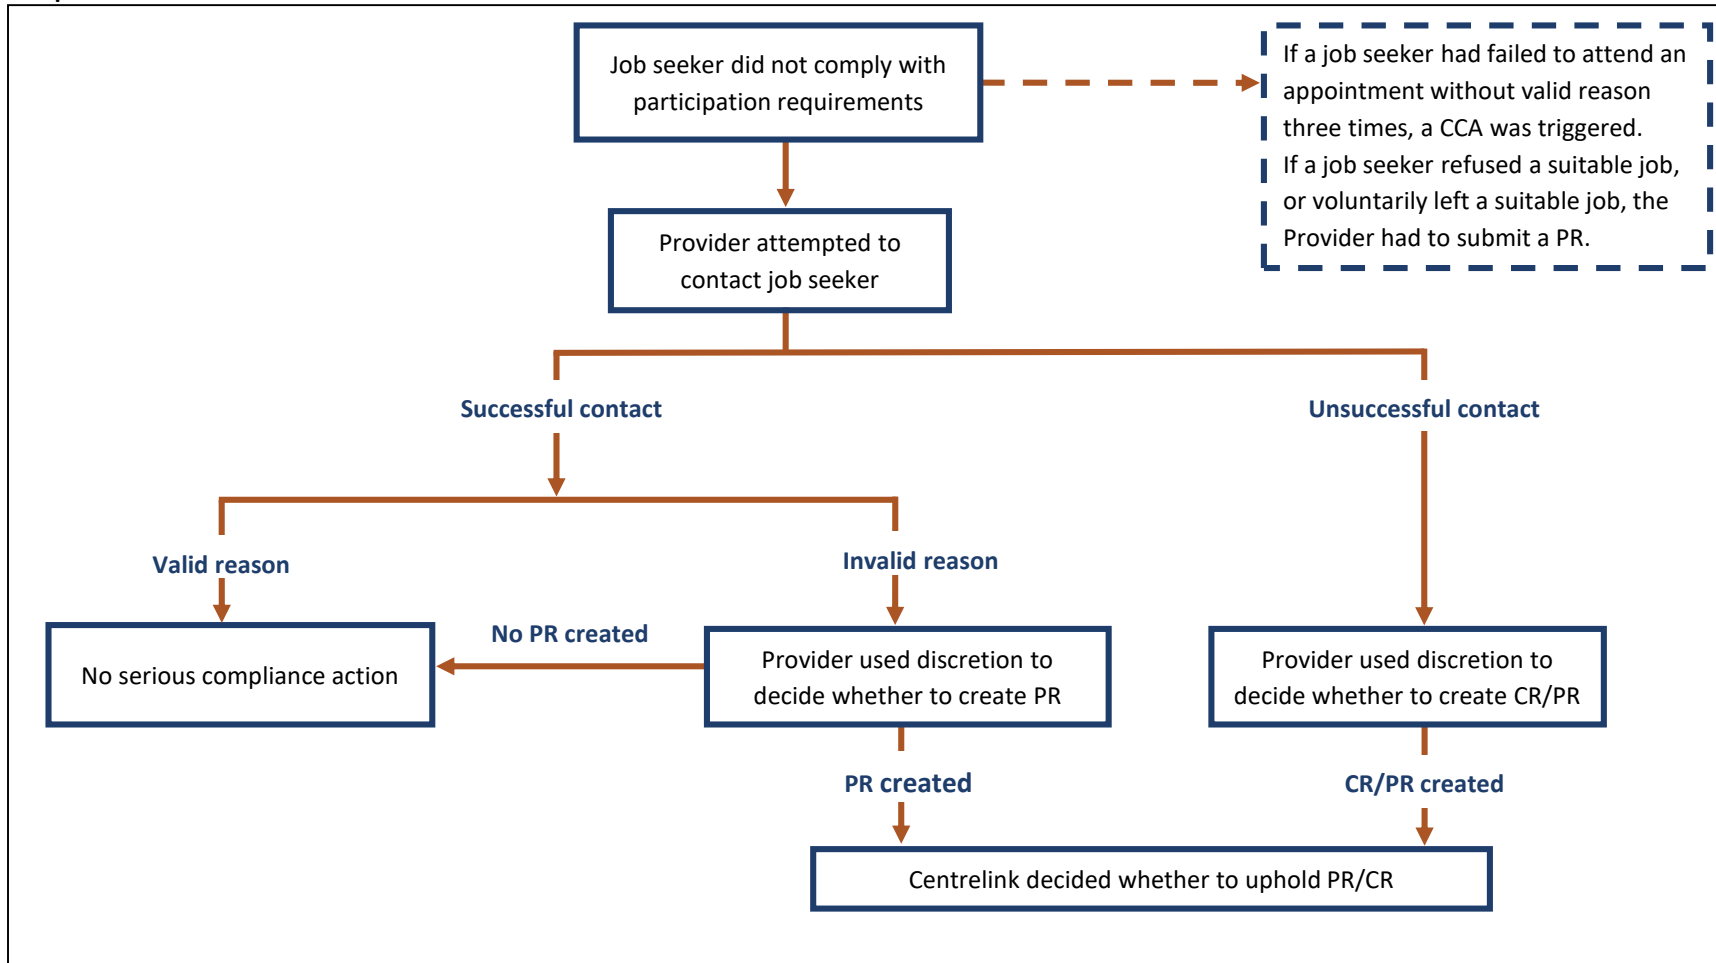 Job seeker did not comply with
participation requirements
If a job seeker had failed to attend an
appointment without valid reason
three times, a CCA was triggered.
If a job seeker refused a suitable job,
or voluntarily left a suitable job, the
Provider had to submit a PR.
Provider attempted to
contact job seeker
Successful contact
Unsuccessful contact
Valid reason
Invalid reason
No serious compliance action
No PR created
Provider used discretion to
decide whether to create PR
Provider used discretion to
decide whether to create CR/PR
PR created
CR/PR created
Centrelink decided whether to uphold PR/CR